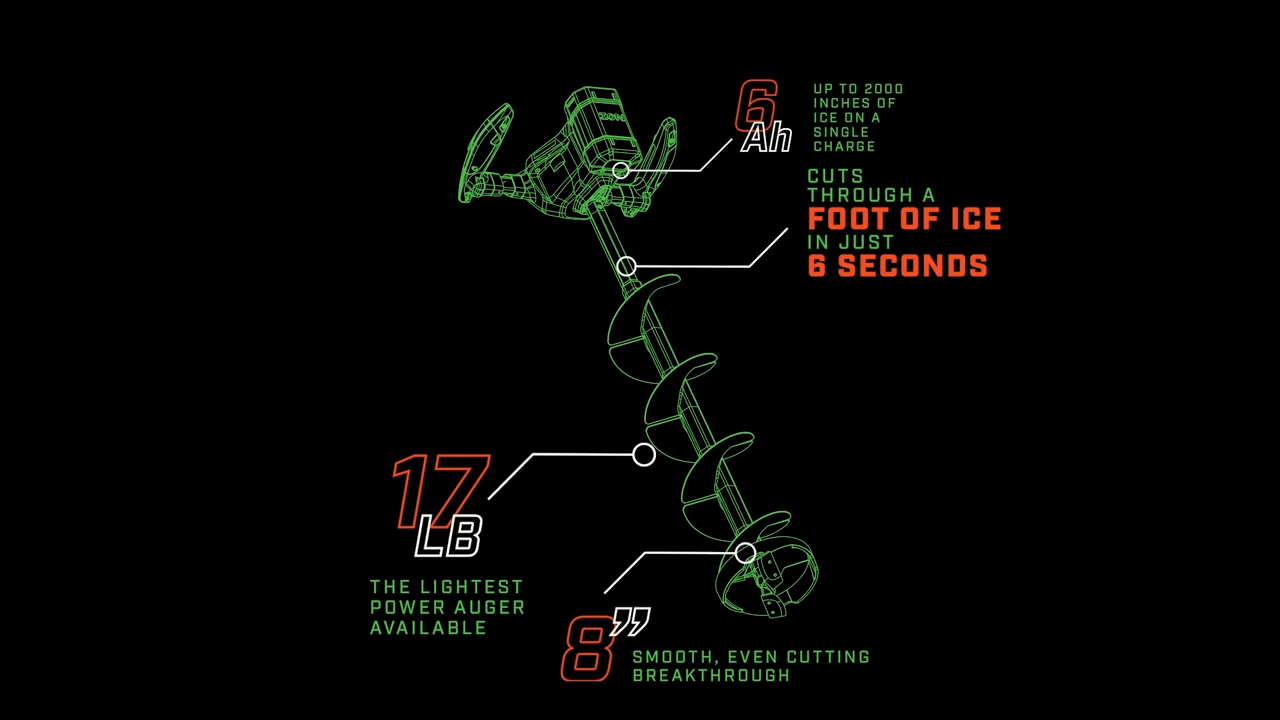 6
Ah
UP TO 2000
INCHES OF
ICE ON A
SINGLE
CHARGE
CUTS
THROUGH A
FOOT OF ICE
IN JUST
6 SECONDS
17
LB
THE LIGHTEST
POWER AUGER
AVAILABLE
8”
SMOOTH, EVEN CUTTING
BREAKTHROUGH